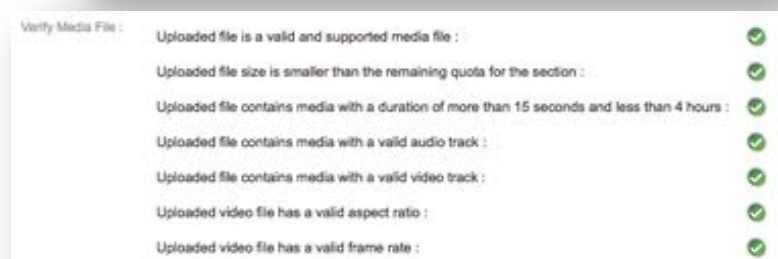 Verify Media File :
Uploaded file is a valid and supported media file :
Uploaded file size is smaller than the remaining quota for the section :
Uploaded file contains media with a duration of more than 15 seconds and less than 4 hours :
Uploaded file contains media with a valid audio track :
Uploaded file contains media with a valid video track :
Uploaded video file has a valid aspect ratio :
Uploaded video file has a valid frame rate :